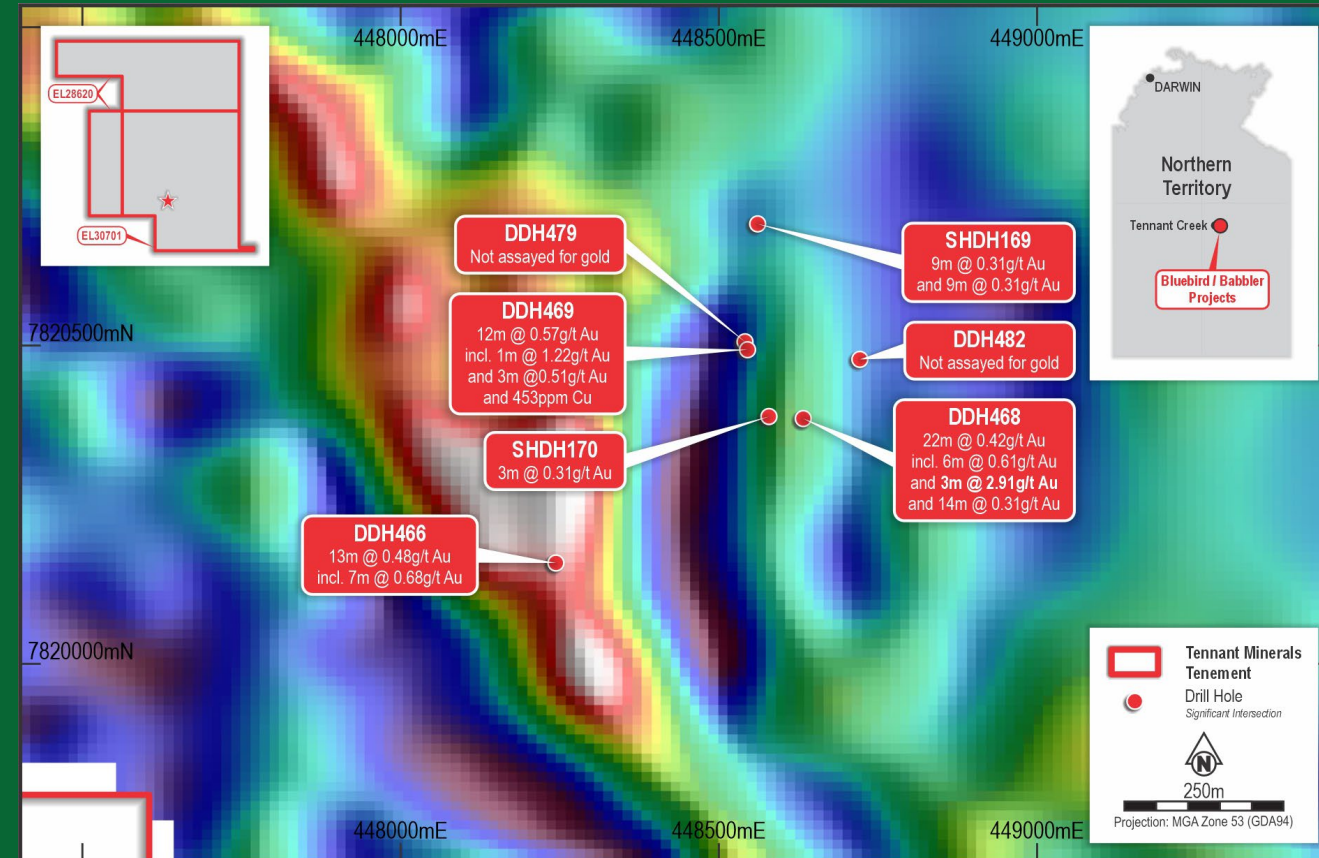 448000mE
448500mE
449000mE
EL28620
EL30701
DARWIN
Northern
Territory
Tennant Creek
Bluebird / Babbler
Projects
DDH479
Not assayed for gold
SHDH169
9m @ 0.31g/t Au
and 9m @ 0.31g/t Au
DDH469
12m @ 0.57g/t Au
incl. 1m @ 1.22g/t Au
and 3m @0.51g/t Au
and 453ppm Cu
7820500mN
DDH482
Not assayed for gold
SHDH170
3m @ 0.31g/t Au
DDH468
22m @ 0.42g/t Au
incl. 6m @ 0.61g/t Au
and 3m @ 2.91g/t Au
and 14m @ 0.31g/t Au
DDH466
13m @ 0.48g/t Au
incl. 7m @ 0.68g/t Au
7820000mN
Tennant Minerals
Tenement
Drill Hole
Significant Intersection
N
250m
Projection: MGA Zone 53 (GDA94)
448000mE
448500mE
449000mE